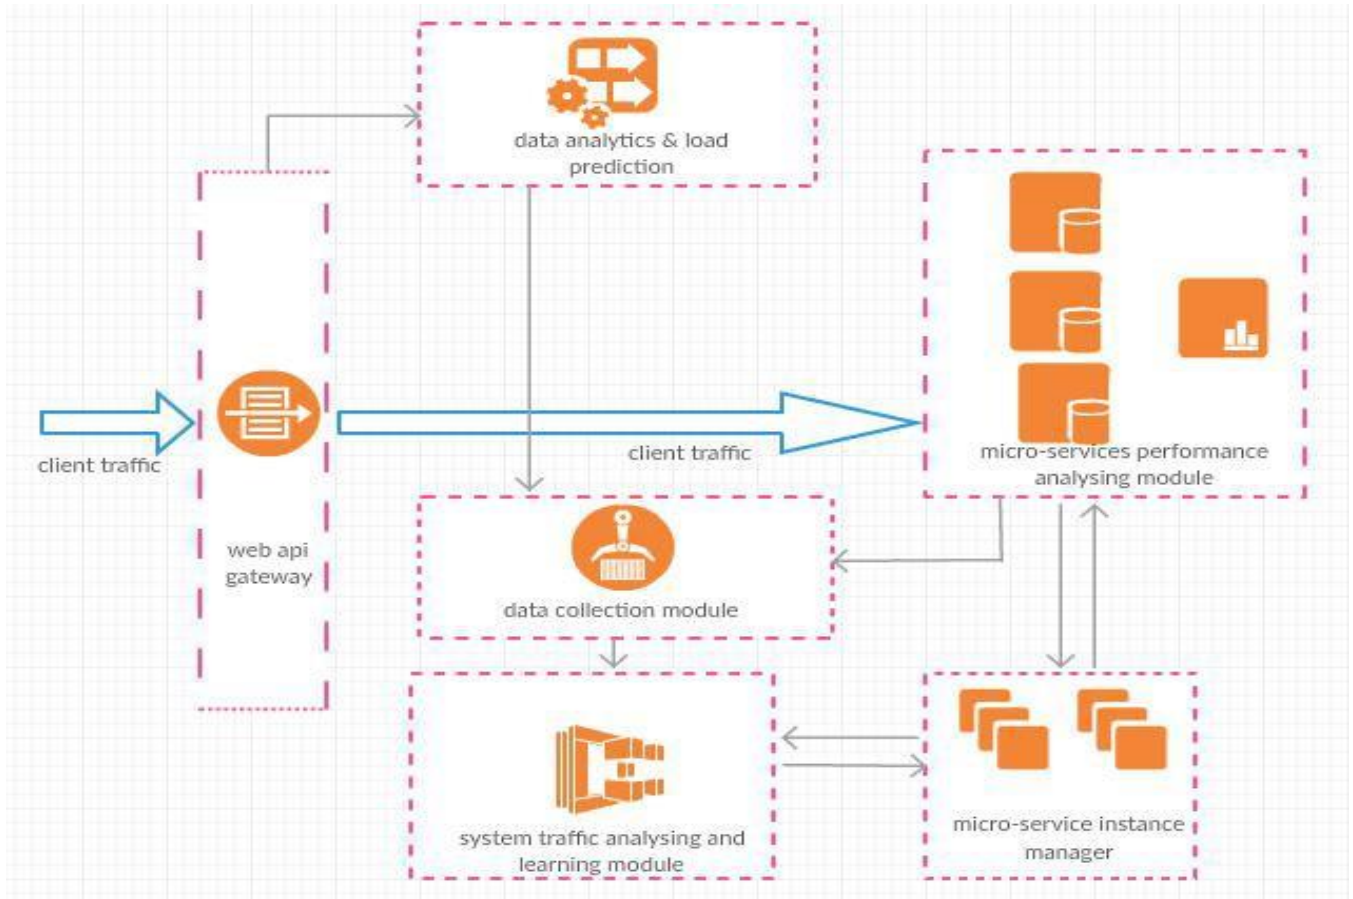 data analytics & load
prediction
client traffic
client traffic
micro-services performance
analysing module
web api
gateway
data collection module
system traffic analysing and
learning module
micro-service instance
manager